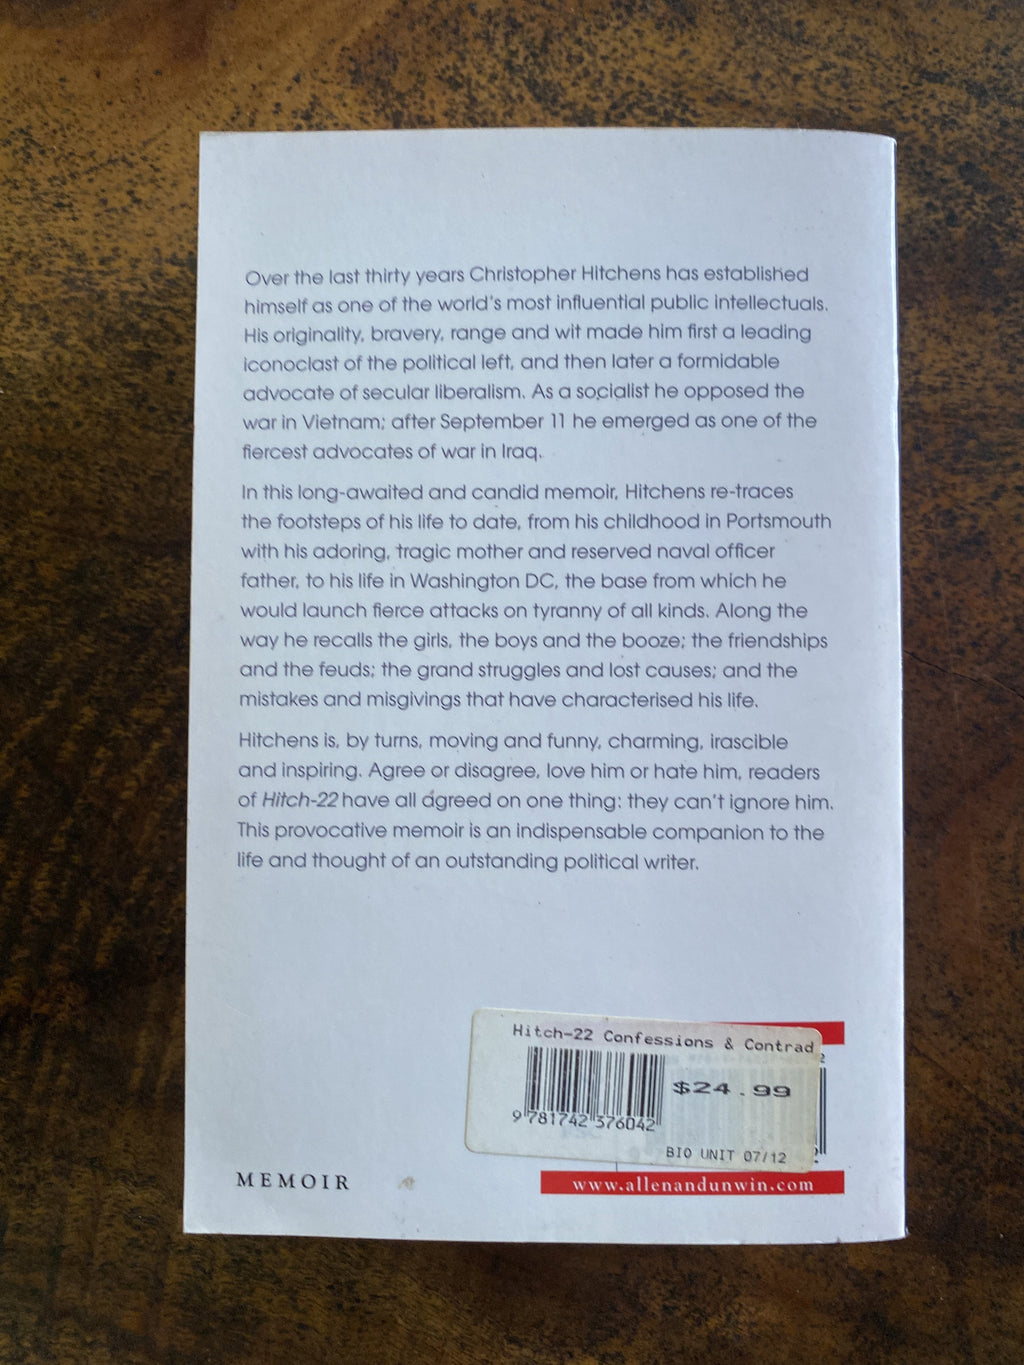 Over the last thirty years Christopher Hitchens has established
himself as one of the world's most influential public intellectuals.
His originality, bravery, range and wit made him first a leading
iconoclast of the political left, and then later a formidable
advocate of secular liberalism. As a socialist he opposed the
war in Vietnam; after September 11 he emerged as one of the
fiercest advocates of war in Iraq.
In this long-awaited and candid memoir, Hitchens re-traces
the footsteps of his life to date, from his childhood in Portsmouth
with his adoring, tragic mother and reserved naval officer
father, to his life in Washington DC, the base from which he
would launch fierce attacks on tyranny of all kinds. Along the
way he recalls the girls, the boys and the booze; the friendships
and the feuds; the grand struggles and lost causes; and the
mistakes and misgivings that have characterised his life.
Hitchens is, by turns, moving and funny, charming, irascible
and inspiring. Agree or disagree, love him or hate him, readers
of Hitch-22 have all agreed on one thing: they can't ignore him.
This provocative memoir is an indispensable companion to the
life and thought of an outstanding political writer.
Hitch-22 Confessions & Contrad
$24.99
9 781742 376042
BIO UNIT 07/12
MEMOIR
www.allenandunwin.com